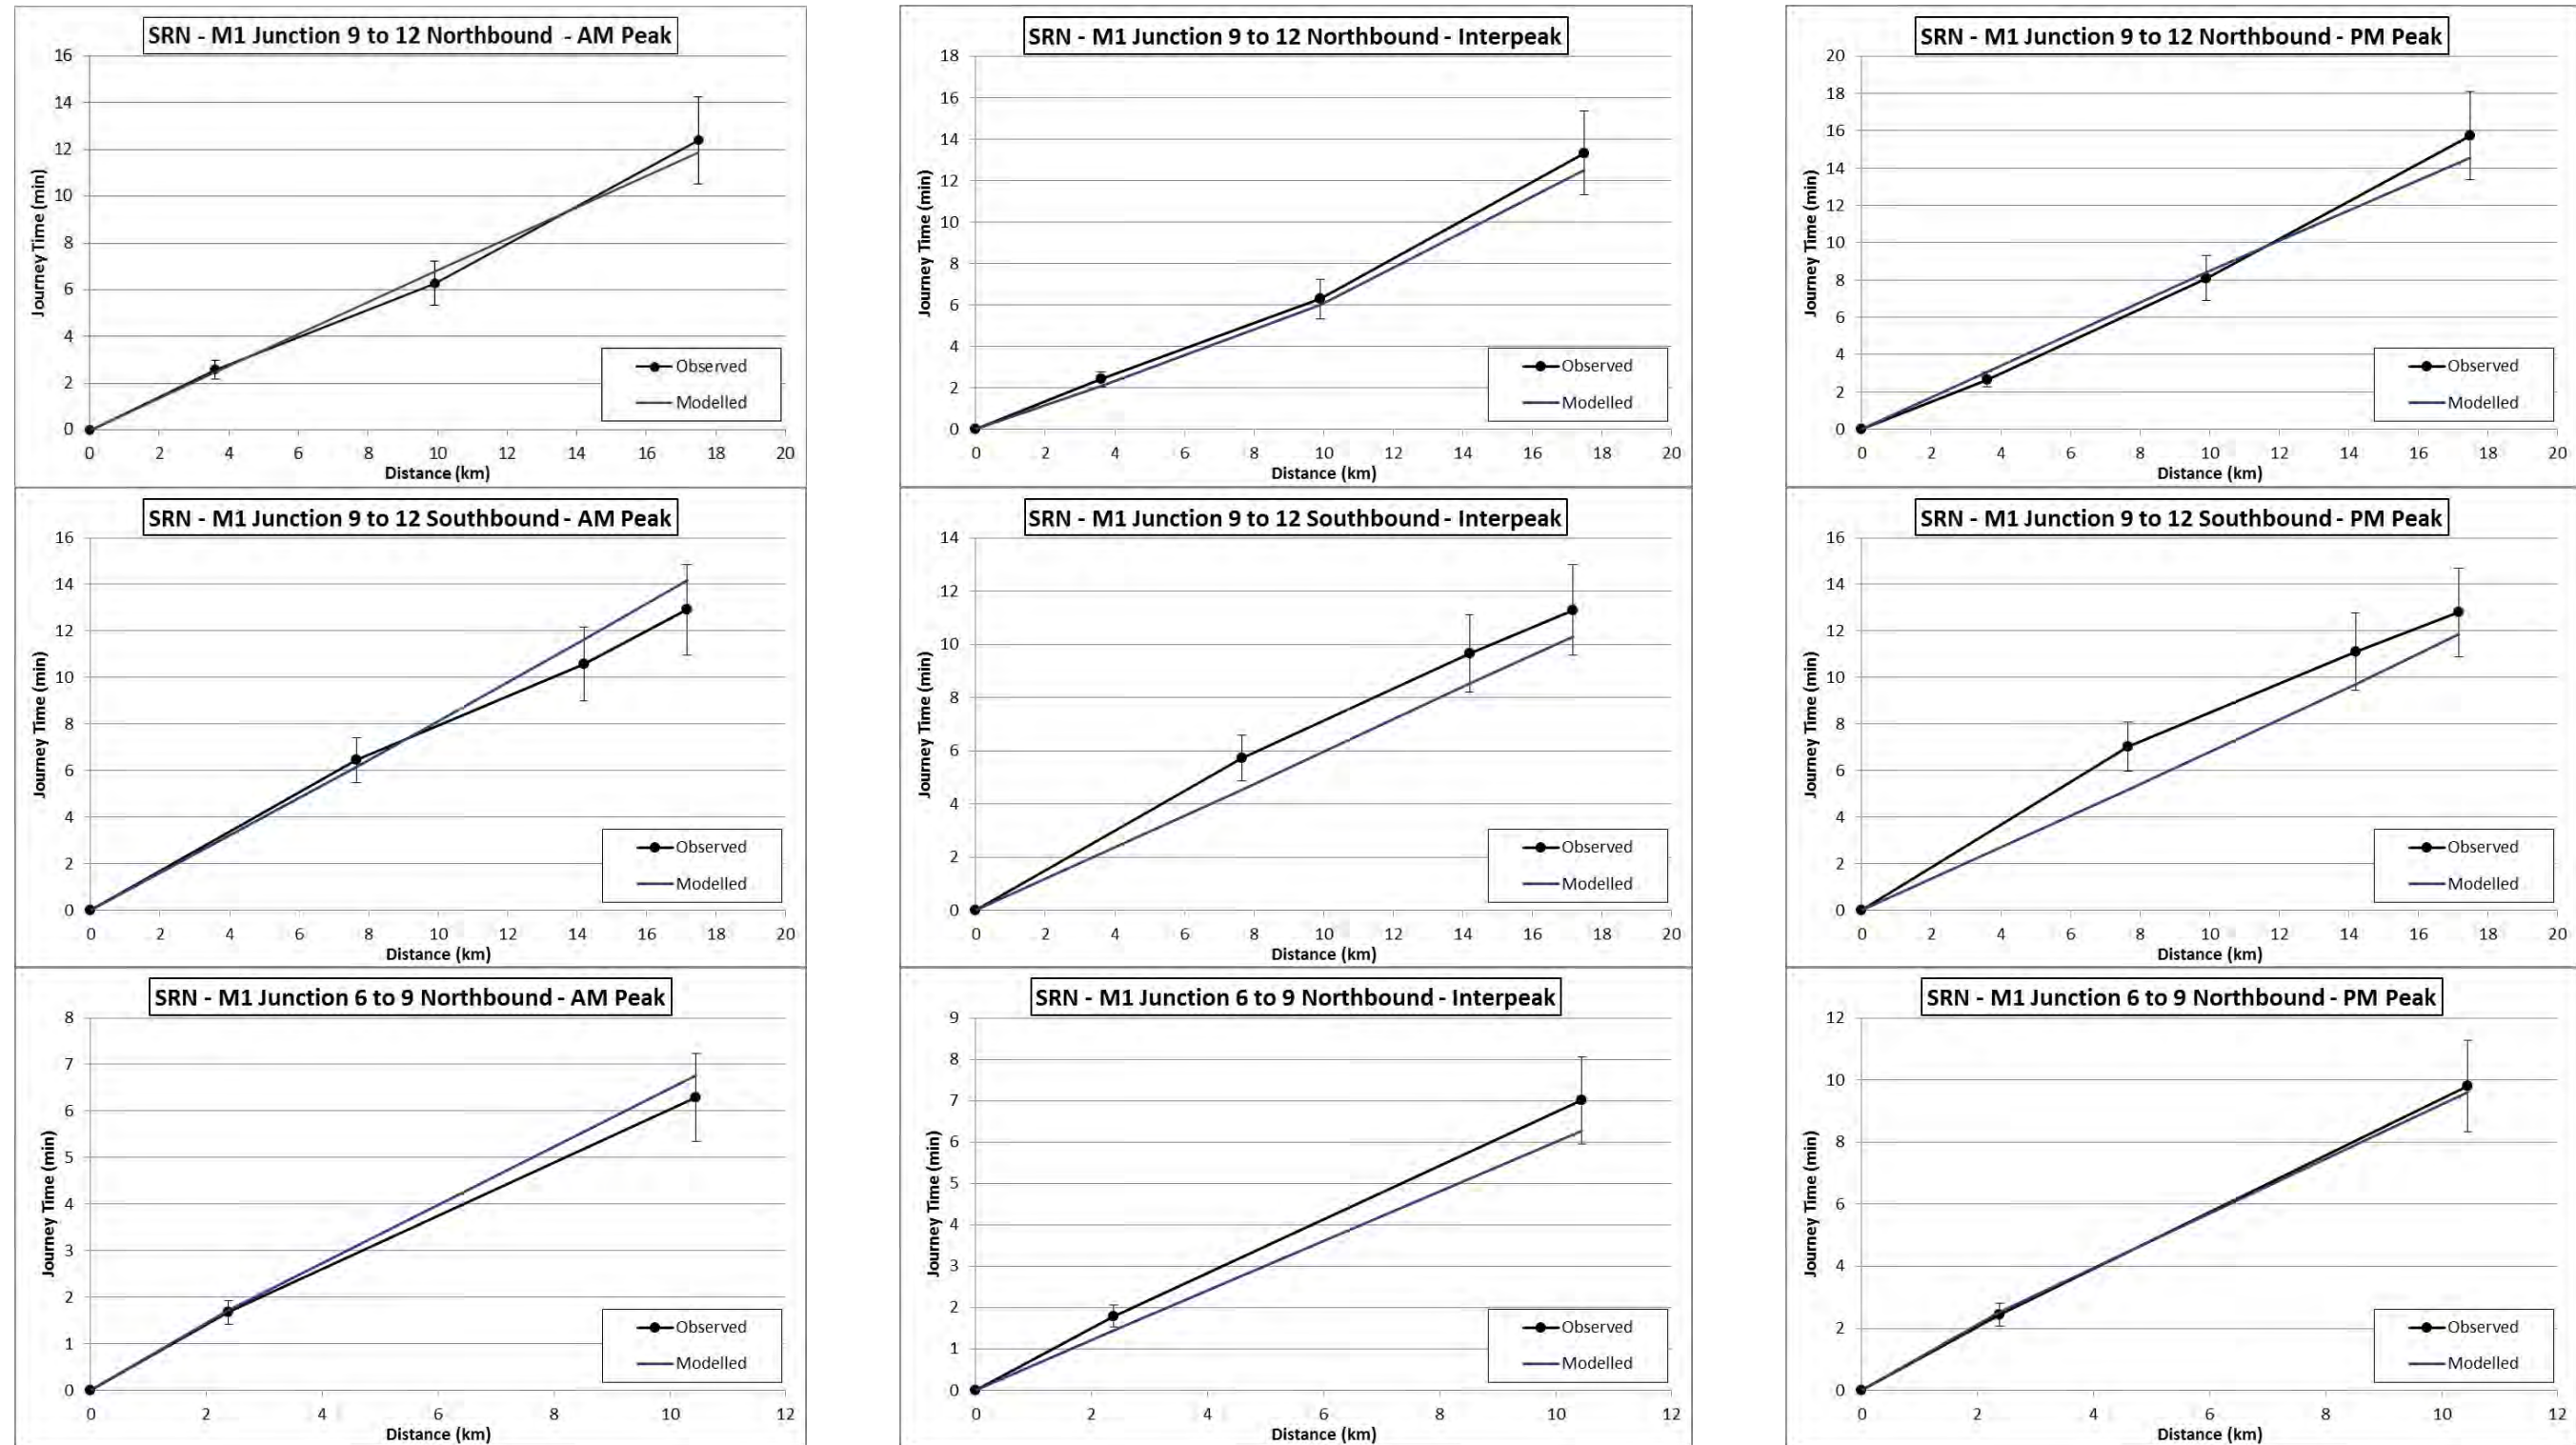 SRN - M1 Junction 9 to 12 Northbound - AM Peak
16
14
12
10
8
6
4
2
0
Journey Time (min)
0 2 4 6 8 10 12 14 16 18 20
Distance (km)
Observed
Modelled
SRN - M1 Junction 9 to 12 Northbound - Interpeak
18
16
14
12
10
8
6
4
2
0
Journey Time (min)
0 2 4 6 8 10 12 14 16 18 20
Distance (km)
Observed
Modelled
SRN - M1 Junction 9 to 12 Northbound - PM Peak
20
18
16
14
12
10
8
6
4
2
0
Journey Time (min)
0 2 4 6 8 10 12 14 16 18 20
Distance (km)
Observed
Modelled
SRN - M1 Junction 9 to 12 Southbound - AM Peak
16
14
12
10
8
6
4
2
0
Journey Time (min)
0 2 4 6 8 10 12 14 16 18 20
Distance (km)
Observed
Modelled
SRN - M1 Junction 9 to 12 Southbound - Interpeak
14
12
10
8
6
4
2
0
Journey Time (min)
0 2 4 6 8 10 12 14 16 18 20
Distance (km)
Observed
Modelled
SRN - M1 Junction 9 to 12 Southbound - PM Peak
16
14
12
10
8
6
4
2
0
Journey Time (min)
0 2 4 6 8 10 12 14 16 18 20
Distance (km)
Observed
Modelled
SRN - M1 Junction 6 to 9 Northbound - AM Peak
8
7
6
5
4
3
2
1
0
Journey Time (min)
0 2 4 6 8 10 12
Distance (km)
Observed
Modelled
SRN - M1 Junction 6 to 9 Northbound - Interpeak
9
8
7
6
5
4
3
2
1
0
Journey Time (min)
0 2 4 6 8 10 12
Distance (km)
Observed
Modelled
SRN - M1 Junction 6 to 9 Northbound - PM Peak
12
10
8
6
4
2
0
Journey Time (min)
0 2 4 6 8 10 12
Distance (km)
Observed
Modelled